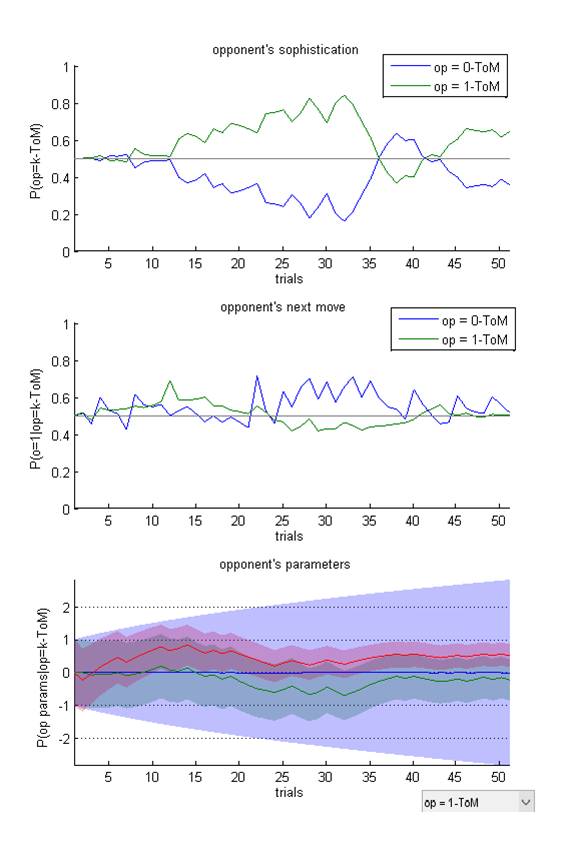 opponent's sophistication
op = 0-ToM
op = 1-ToM
P(op=k-ToM)
1
0.8
0.6
0.4
0.2
0
5 10 15 20 25 30 35 40 45 50
trials
opponent's next move
op = 0-ToM
op = 1-ToM
P(o=1|op=k-ToM)
1
0.8
0.6
0.4
0.2
0
5 10 15 20 25 30 35 40 45 50
trials
opponent's parameters
P(op params|op=k-ToM)
2
1
0
-1
-2
5 10 15 20 25 30 35 40 45 50
trials
op = 1-ToM